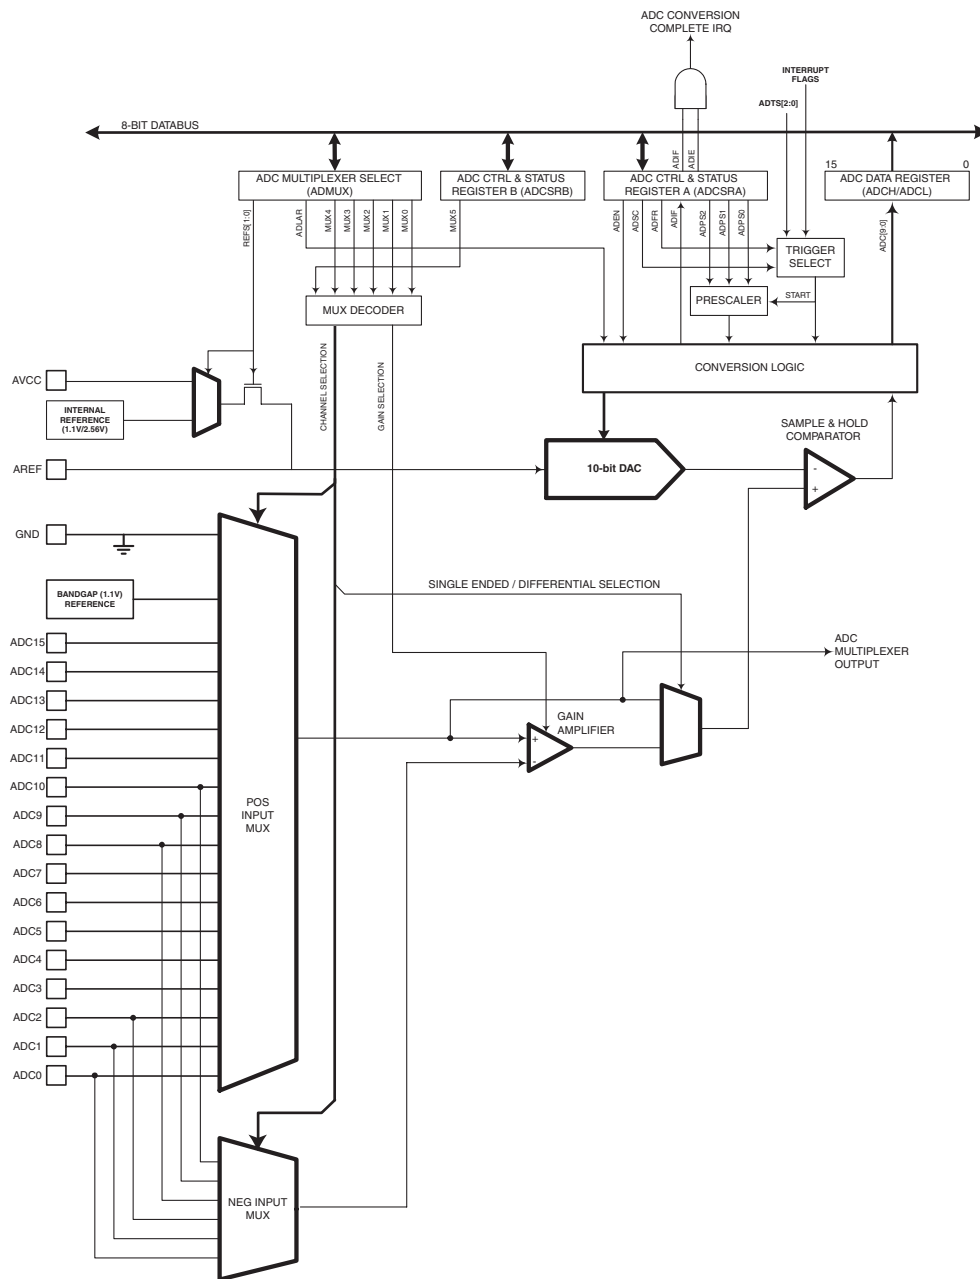 ADC CONVERSION
COMPLETE IRQ
INTERRUPT
FLAGS
ADTS[2:0]
8-BIT DATABUS
ADIF
ADIE
15
0
ADC MULTIPLEXER SELECT
(ADMUX)
ADC CTRL & STATUS
REGISTER B (ADCSRB)
ADC CTRL & STATUS
REGISTER A (ADCSRA)
ADC DATA REGISTER
(ADCH/ADCL)
REFS[1:0]
ADLAR
MUX4
MUX3
MUX2
MUX1
MUX0
MUX5
ADEN
ADSC
ADFR
ADIF
ADPS2
ADPS1
ADPS0
ADC[9:0]
TRIGGER
SELECT
MUX DECODER
PRESCALER
START
CHANNEL SELECTION
GAIN SELECTION
CONVERSION LOGIC
AVCC
INTERNAL
REFERENCE
(1.1V/2.56V)
SAMPLE & HOLD
COMPARATOR
AREF
10-bit DAC
-
+
GND
BANDGAP (1.1V)
REFERENCE
SINGLE ENDED / DIFFERENTIAL SELECTION
ADC15
ADC14
ADC13
ADC12
ADC11
ADC10
ADC9
ADC8
ADC7
ADC6
ADC5
ADC4
ADC3
ADC2
ADC1
ADC0
ADC
MULTIPLEXER
OUTPUT
GAIN
AMPLIFIER
+
-
POS
INPUT
MUX
NEG INPUT
MUX